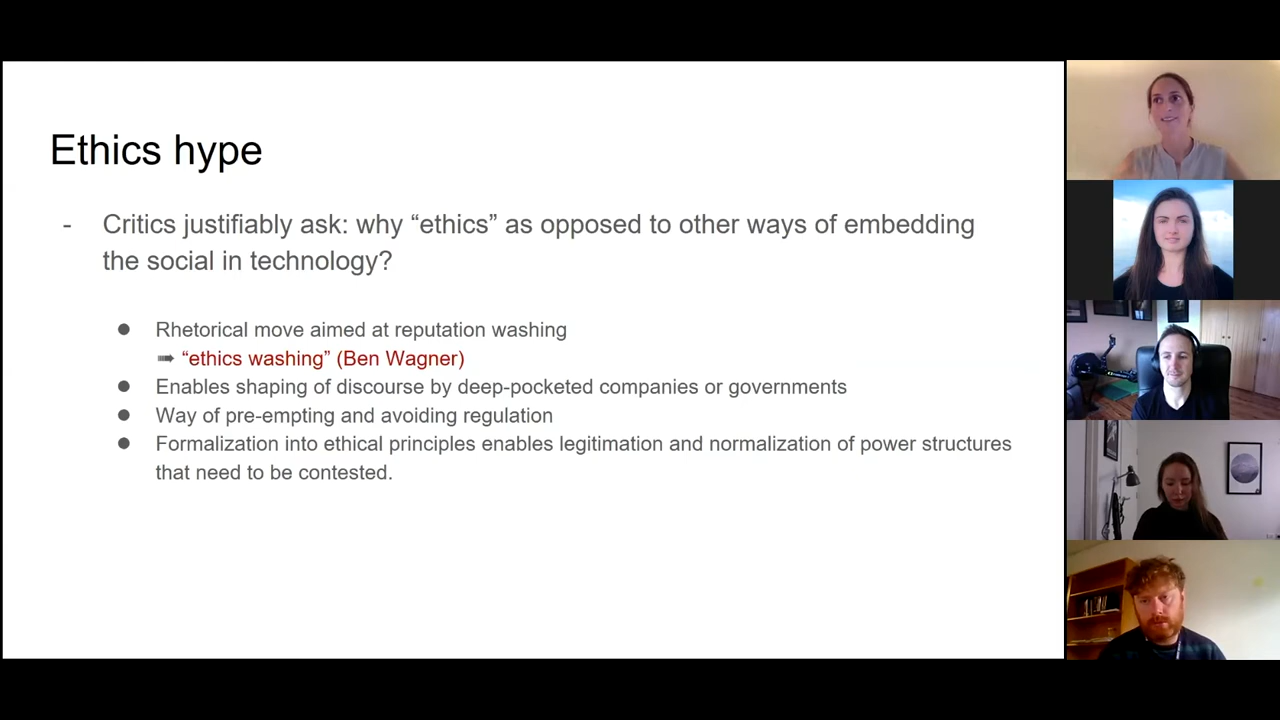 Ethics hype
- Critics justifiably ask: why “ethics” as opposed to other ways of embedding
the social in technology?
● Rhetorical move aimed at reputation washing
➠ “ethics washing” (Ben Wagner)
● Enables shaping of discourse by deep-pocketed companies or governments
● Way of pre-empting and avoiding regulation
● Formalization into ethical principles enables legitimation and normalization of power structures
that need to be contested.